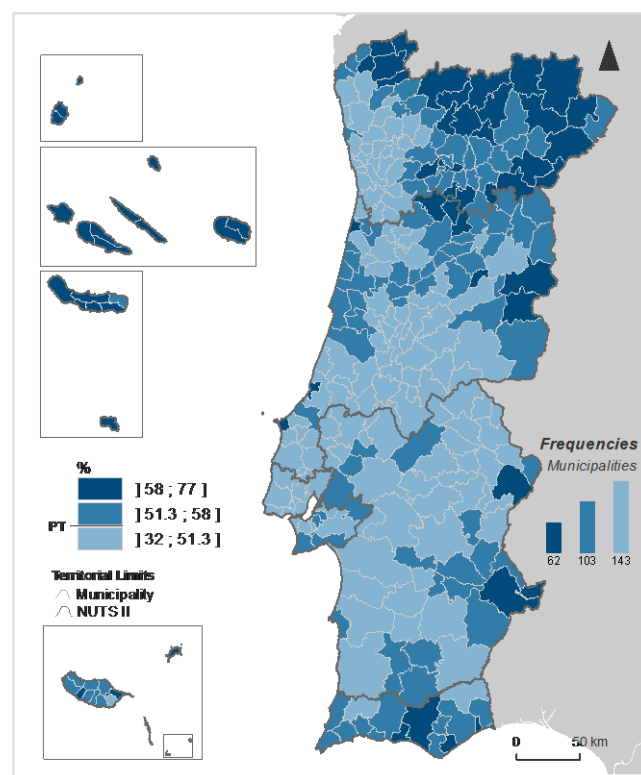 Frequencies
Municipalities
62
103
143
%
] 58 ; 77 ]
] 51.3 ; 58 ]
PT
] 32 ; 51.3 ]
Territorial Limits
Municipality
NUTS II
0
50 km